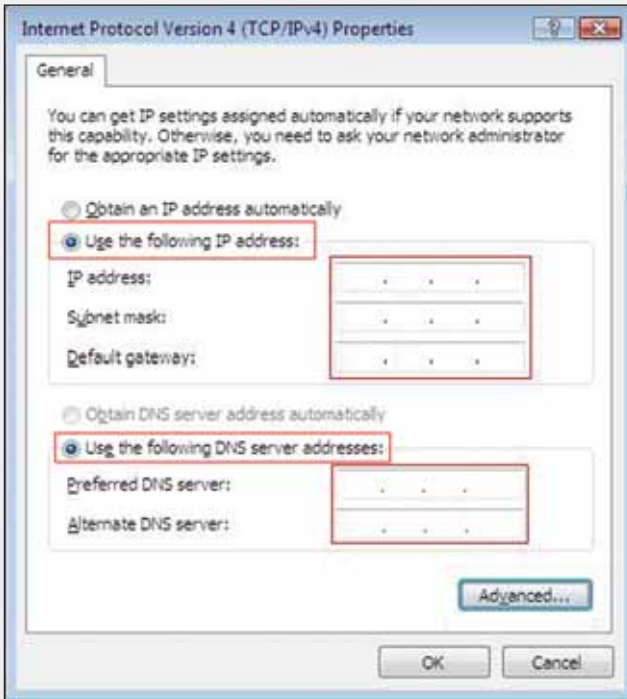 Internet Protocol Version 4 (TCP/IPv4) Properties
General
You can get IP settings assigned automatically if your network supports
this capability. Otherwise, you need to ask your network administrator
for the appropriate IP settings.
Obtain an IP address automatically
Use the following IP address:
IP address:
Subnet mask:
Default gateway:
Obtain DNS server address automatically
Use the following DNS server addresses:
Preferred DNS server:
Alternate DNS server:
Advanced...
OK
Cancel